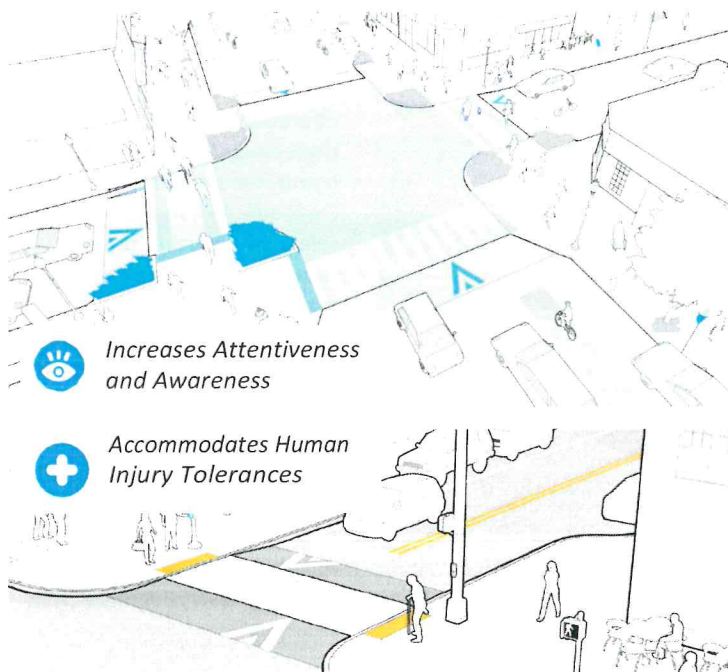 Increases Attentiveness
and Awareness
Accommodates Human
Injury Tolerances